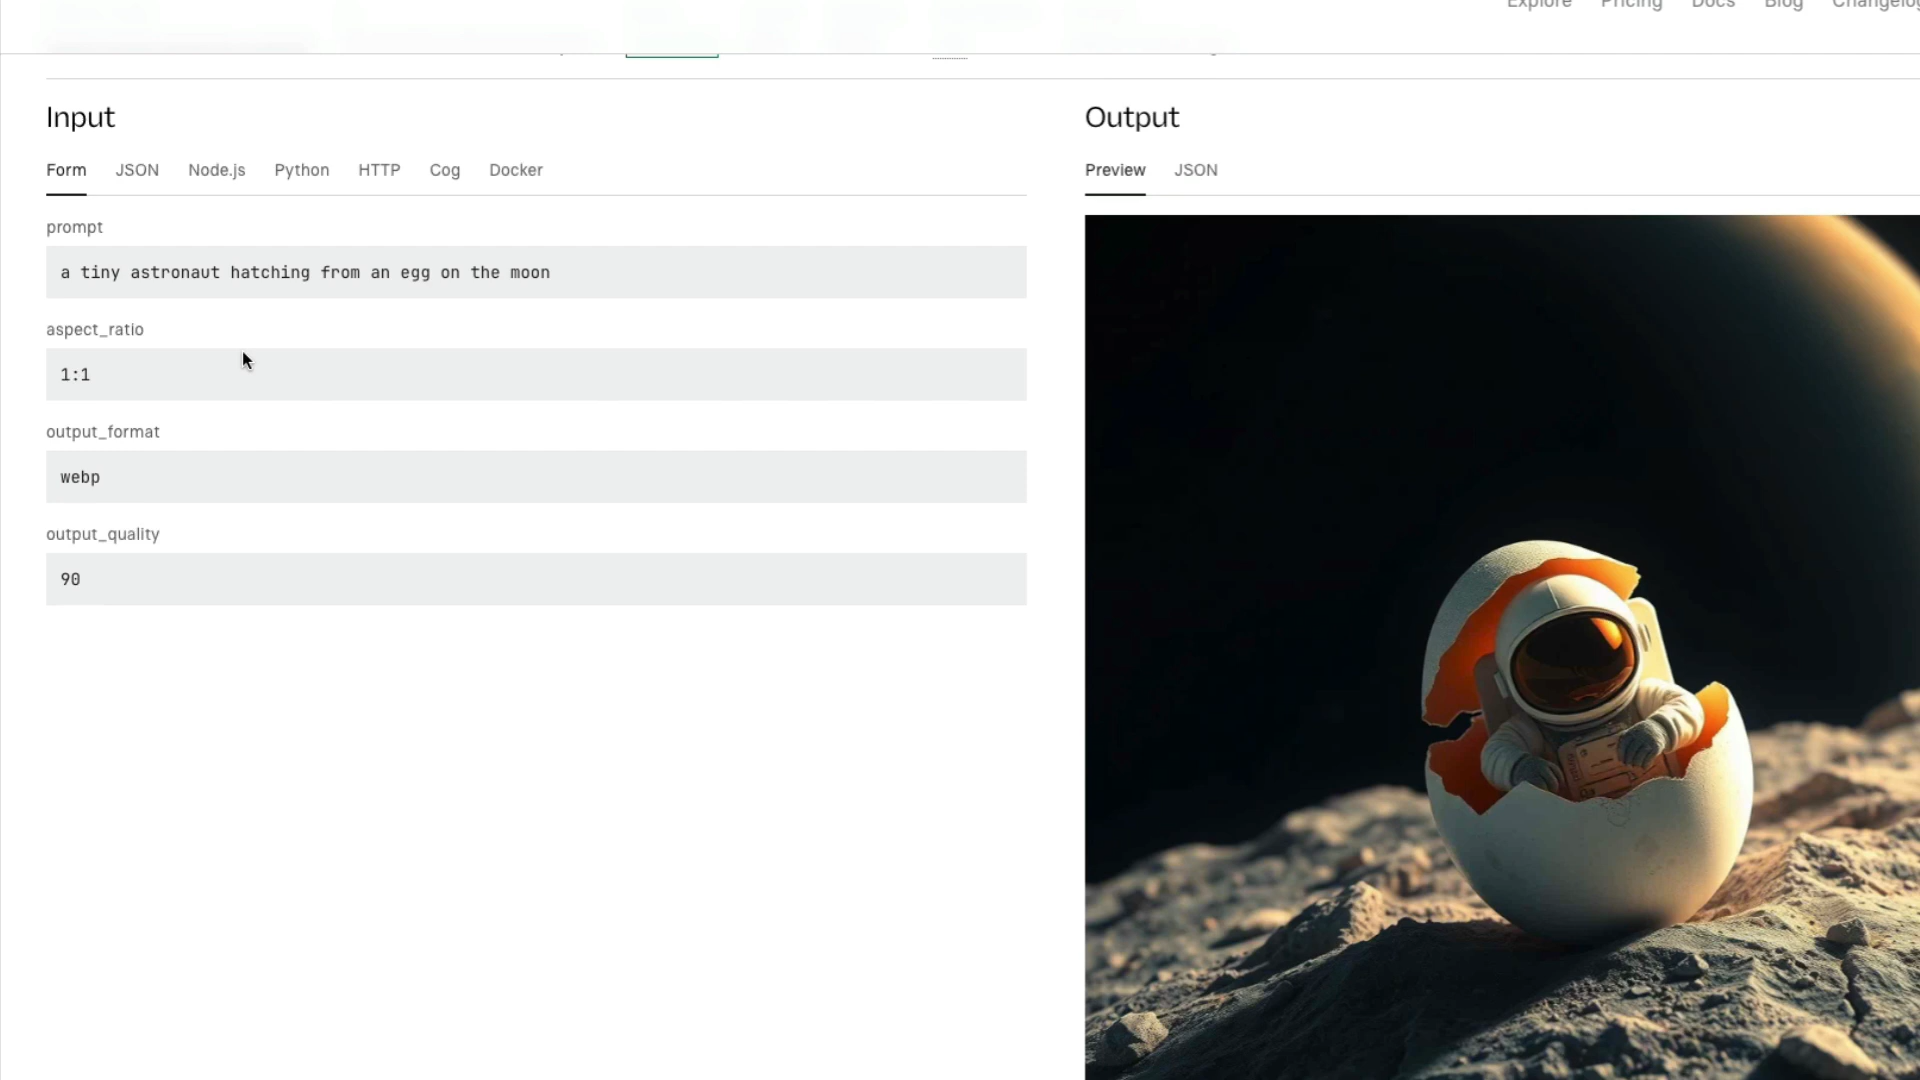 Explore Pricing Docs Blog Changelog
Input
Form JSON Node.js Python HTTP Cog Docker
prompt
a tiny astronaut hatching from an egg on the moon
aspect_ratio
1:1
output_format
webp
output_quality
90
Output
Preview JSON